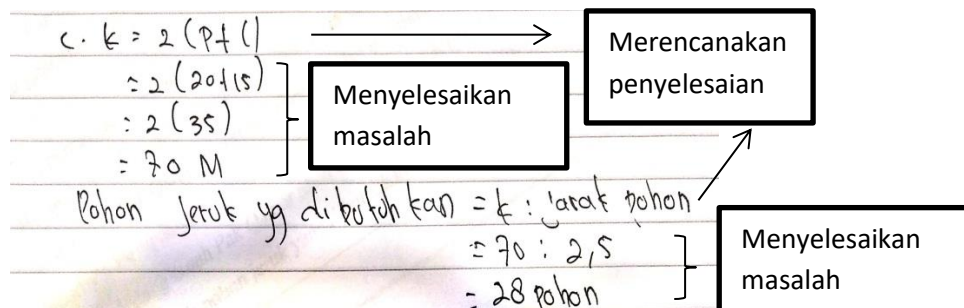 c. k = 2 (P+l)
Merencanakan
penyelesaian
= 2 (20+15)
= 2 (35)
= 70 M
Menyelesaikan
masalah
Pohon Jeruk yg dibutuhkan = k : jarak pohon
= 70 : 2,5
= 28 pohon
Menyelesaikan
masalah